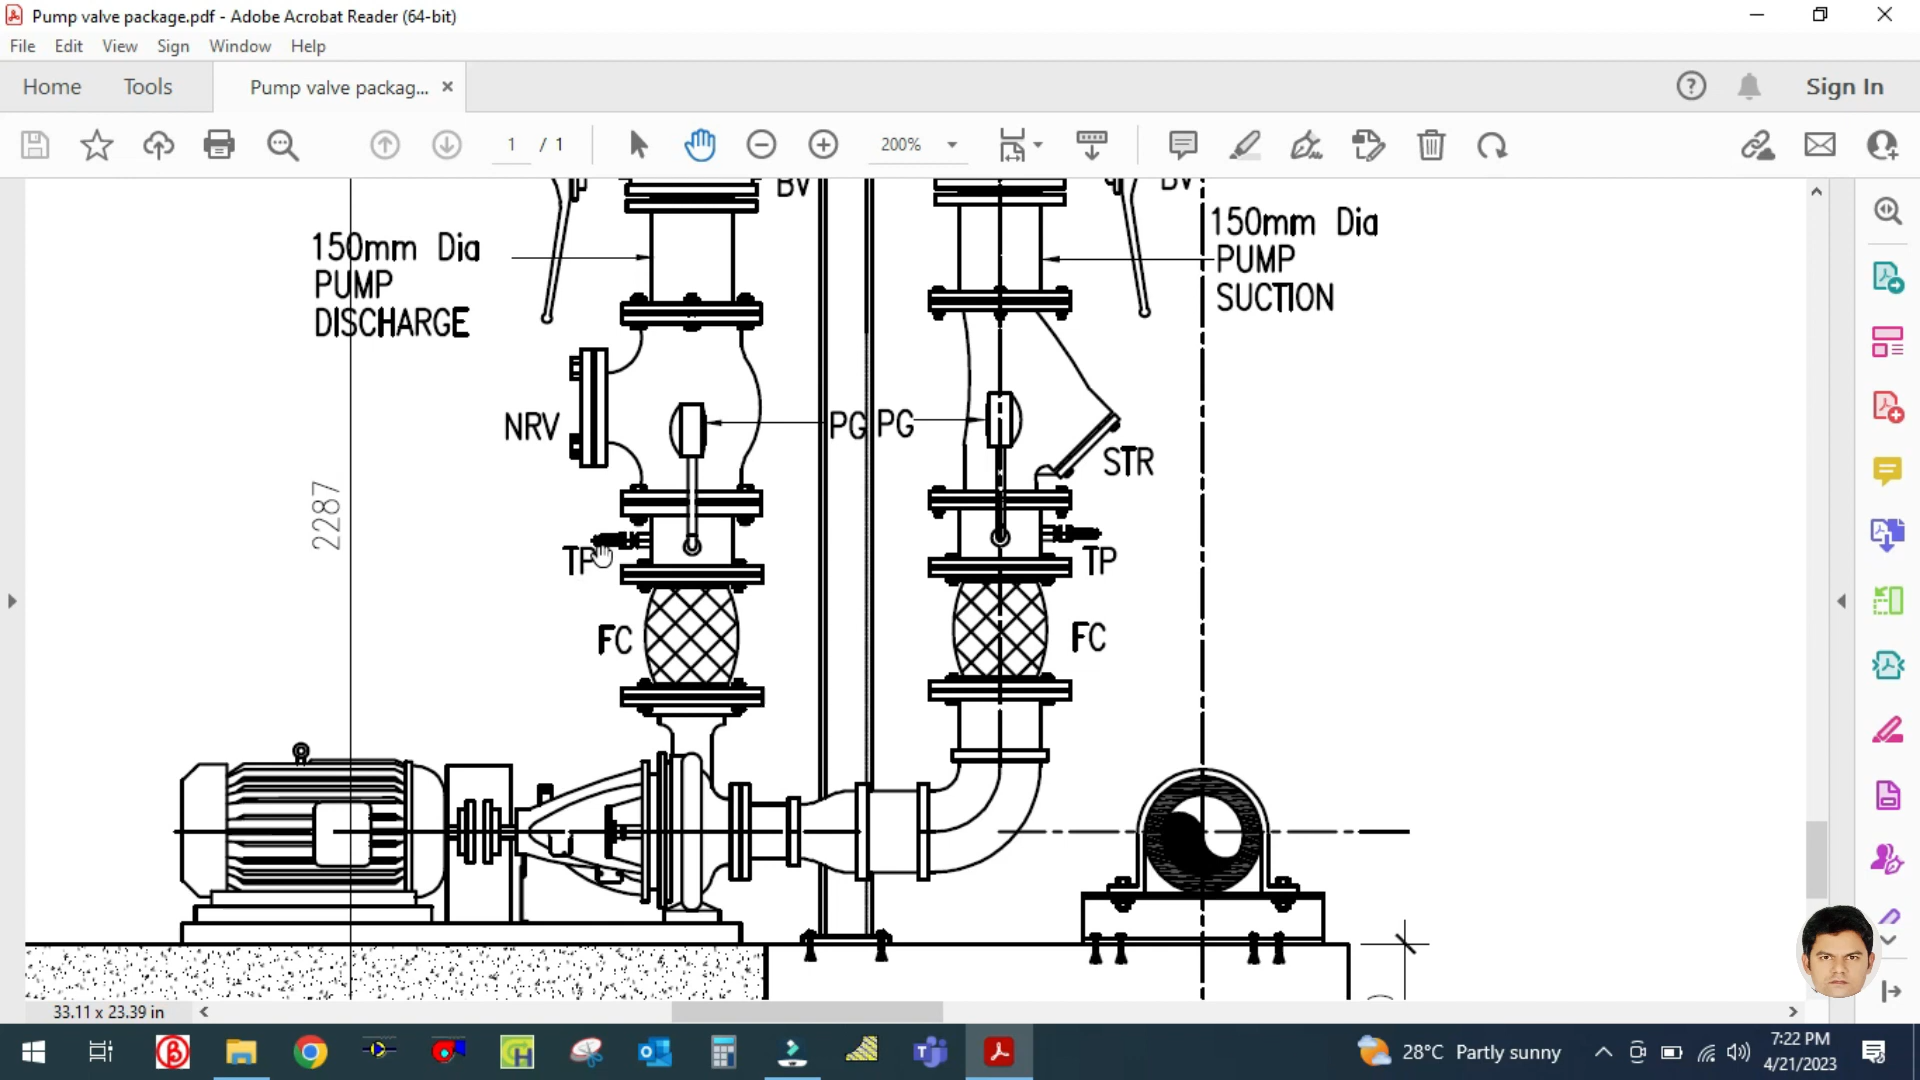 Pump valve package.pdf - Adobe Acrobat Reader (64-bit)
File Edit View Sign Window Help
Home Tools Pump valve packag... Sign In
1 / 1 200%
BV BV
150mm Dia
PUMP
DISCHARGE
150mm Dia
PUMP
SUCTION
NRV PG PG STR
2287
TP TP
FC FC
33.11 x 23.39 in
28°C Partly sunny
7:22 PM
4/21/2023